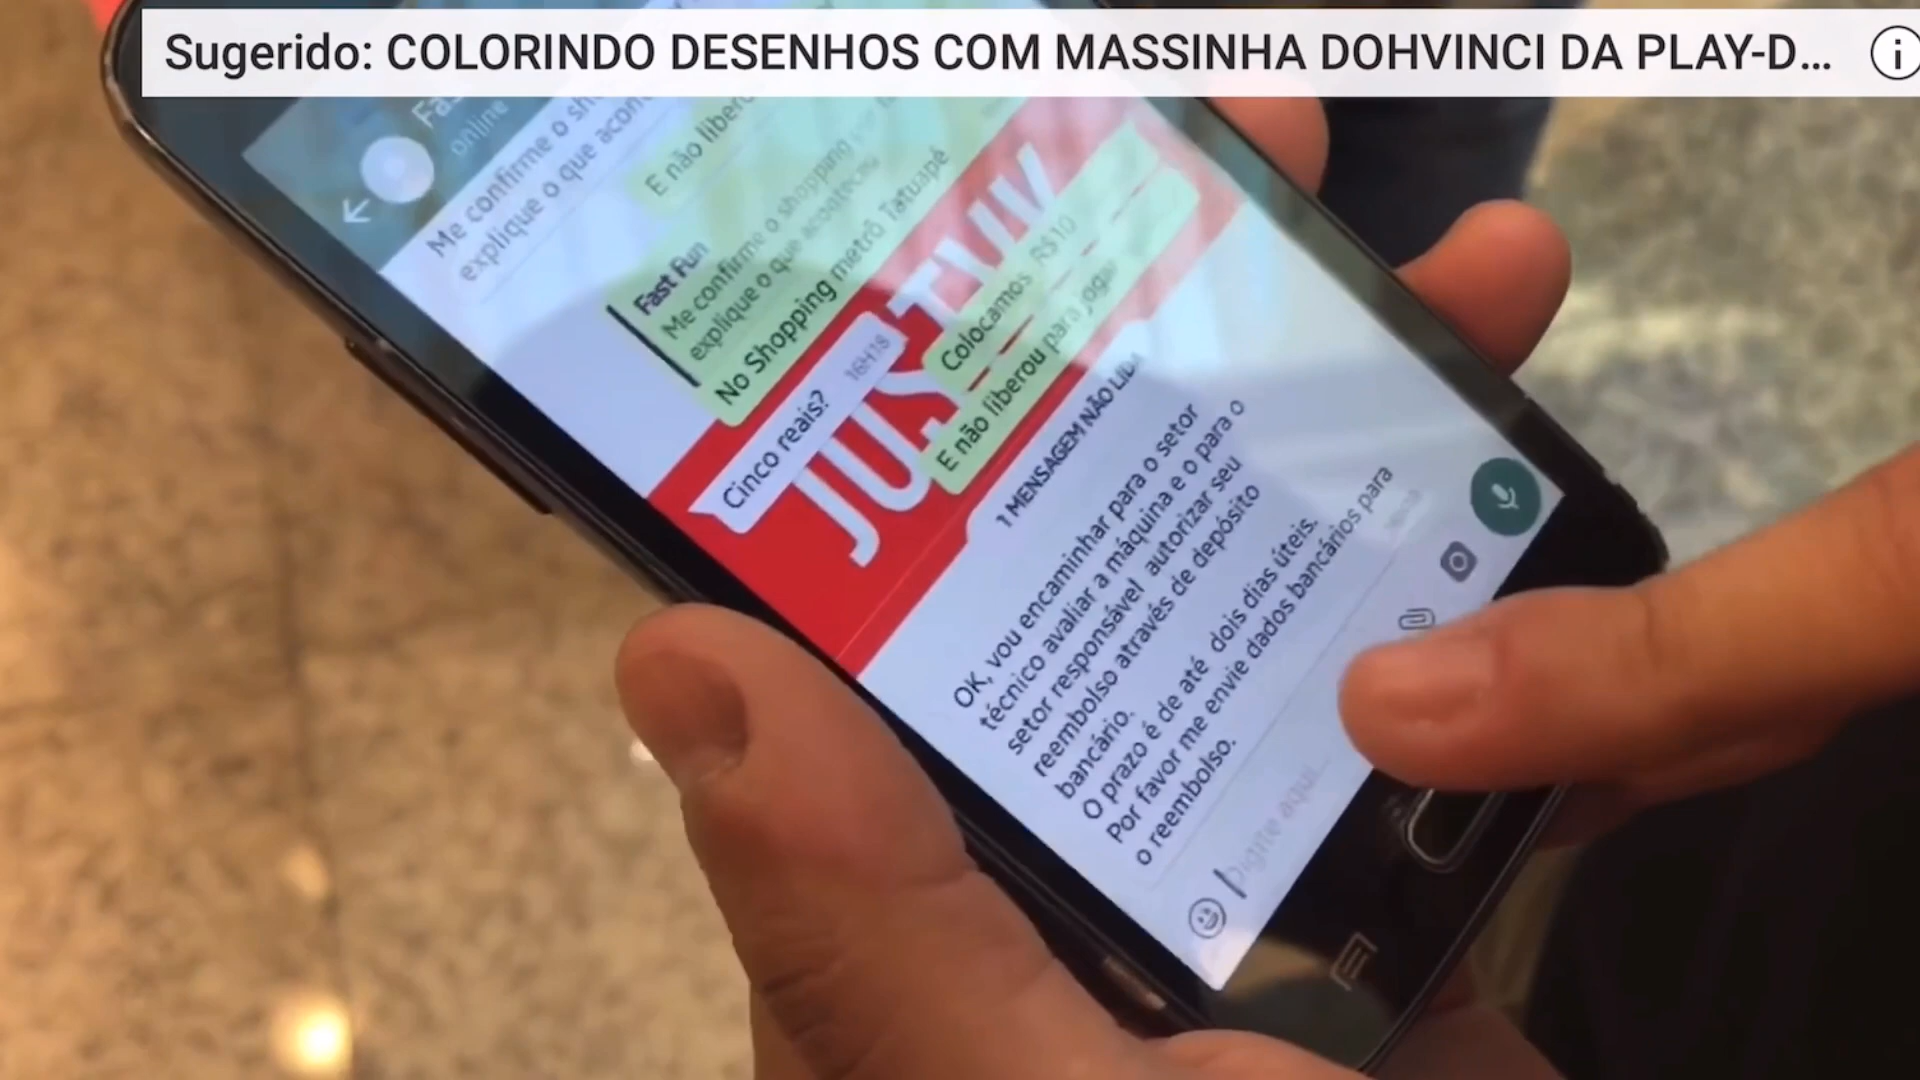 Sugerido: COLORINDO DESENHOS COM MASSINHA DOHVINCI DA PLAY-D...
online
Me confirme o
explique o que
E não
Fast Fun
Me confirme o shopping
explique o que aconteceu
No Shopping metrô Tatuapé
Cinco reais? 16H18
JUS
Colocamos R$10
E não liberou para jogar
1 MENSAGEM NÃO LIDA
OK, vou encaminhar para o setor
técnico avaliar a máquina e o para o
setor responsável autorizar seu
reembolso através de depósito
bancário.
O prazo é de até dois dias úteis.
Por favor me envie dados bancários para
o reembolso.
Digite aqui...